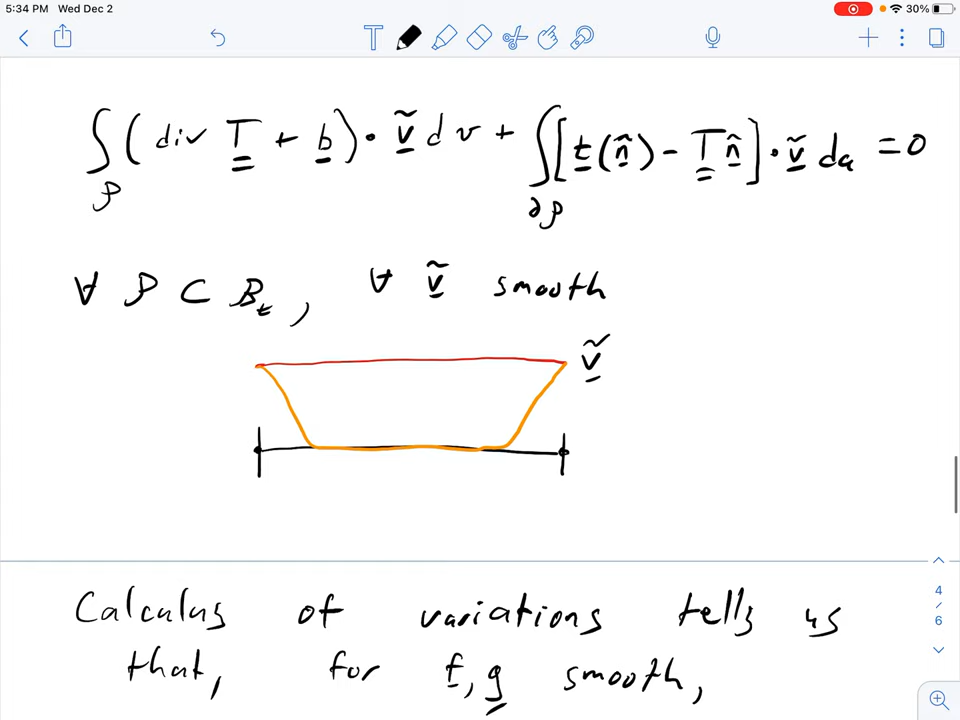 5:34 PM Wed Dec 2 30%
T
∫_𝒫 (div T + b) · ṽ dv + ∫_∂𝒫 [t(n̂) − T n̂] · ṽ da = 0
∀ 𝒫 ⊂ ℬ_t, ∀ ṽ smooth
ṽ
Calculus of variations tells us
that, for f, g smooth,
4
/
6